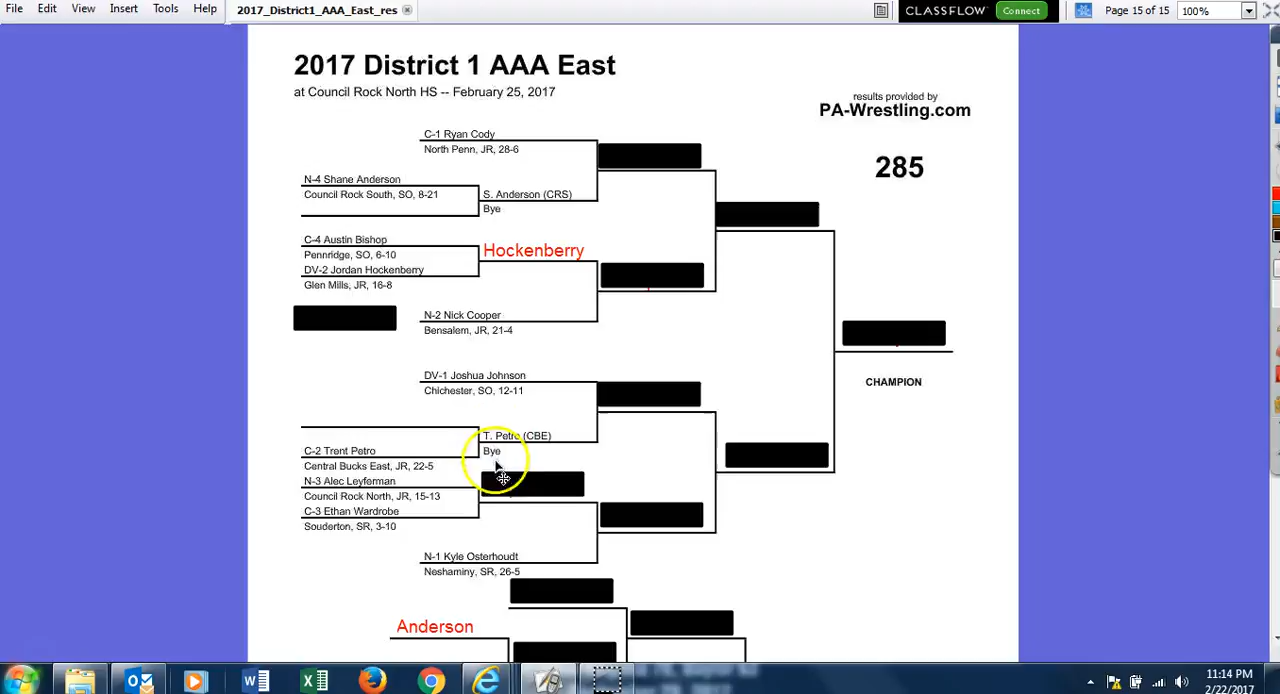 File Edit View Insert Tools Help
2017_District1_AAA_East_res
CLASSFLOW Connect
Page 15 of 15
100%
2017 District 1 AAA East
at Council Rock North HS -- February 25, 2017
results provided by
PA-Wrestling.com
285
C-1 Ryan Cody
North Penn, JR, 28-6
N-4 Shane Anderson
Council Rock South, SO, 8-21
S. Anderson (CRS)
Bye
C-4 Austin Bishop
Pennridge, SO, 6-10
DV-2 Jordan Hockenberry
Glen Mills, JR, 16-8
Hockenberry
N-2 Nick Cooper
Bensalem, JR, 21-4
DV-1 Joshua Johnson
Chichester, SO, 12-11
CHAMPION
T. Petro (CBE)
Bye
C-2 Trent Petro
Central Bucks East, JR, 22-5
N-3 Alec Leyferman
Council Rock North, JR, 15-13
C-3 Ethan Wardrobe
Souderton, SR, 3-10
N-1 Kyle Osterhoudt
Neshaminy, SR, 26-5
Anderson
11:14 PM
2/22/2017